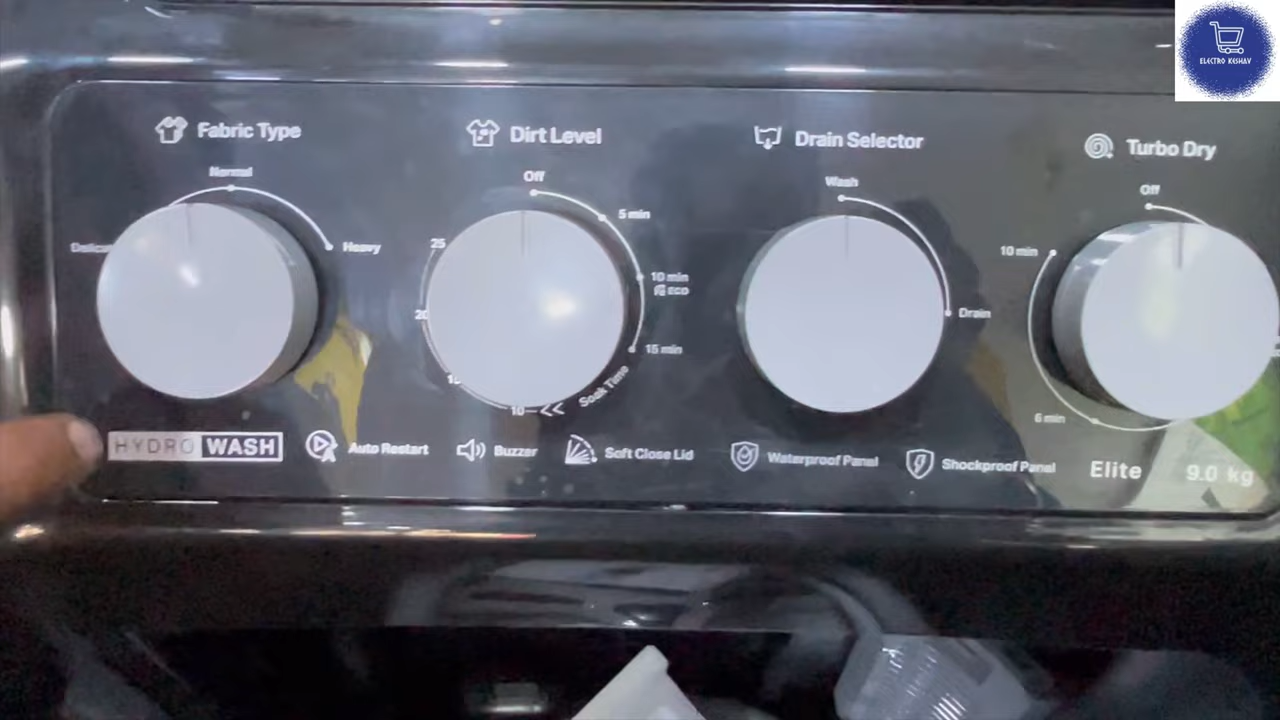 ELECTRO KESHAV
Fabric Type
Normal
Heavy
Dirt Level
Off
5 min
10 min
ECO
15 min
Soak Time
<<
10
20
25
Drain Selector
Wash
Drain
Turbo Dry
Off
10 min
6 min
HYDRO WASH
Auto Restart
Buzzer
Soft Close Lid
Waterproof Panel
Shockproof Panel
Elite
9.0 kg